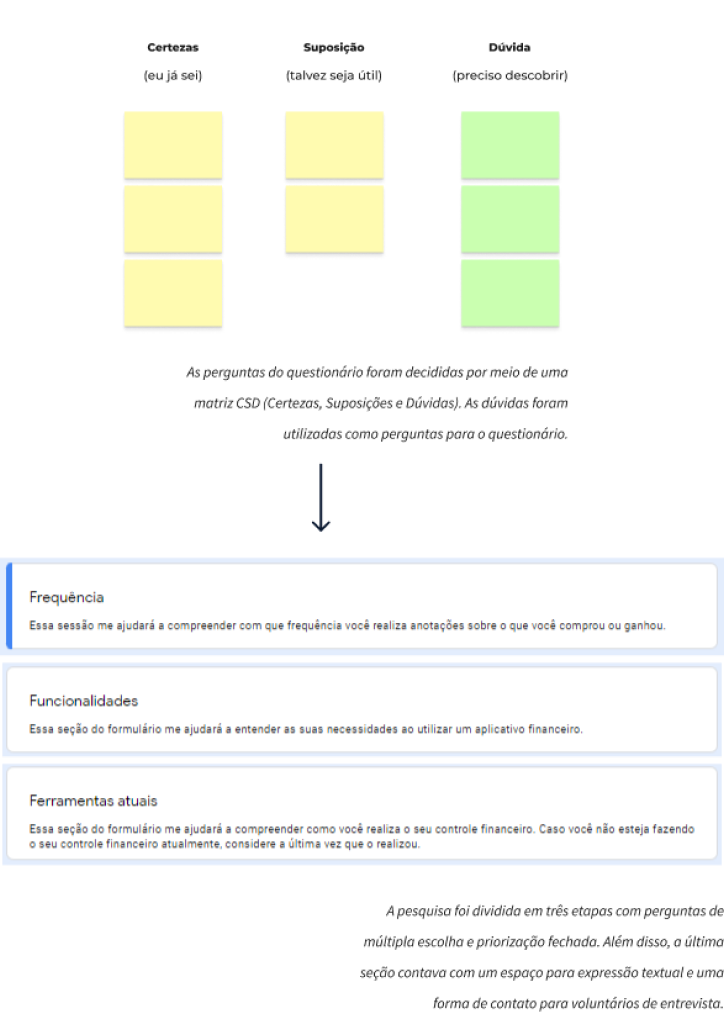 Certezas
Suposição
Dúvida
(eu já sei)
(talvez seja útil)
(preciso descobrir)
As perguntas do questionário foram decididas por meio de uma
matriz CSD (Certezas, Suposições e Dúvidas). As dúvidas foram
utilizadas como perguntas para o questionário.
Frequência
Essa sessão me ajudará a compreender com que frequência você realiza anotações sobre o que você comprou ou ganhou.
Funcionalidades
Essa seção do formulário me ajudará a entender as suas necessidades ao utilizar um aplicativo financeiro.
Ferramentas atuais
Essa seção do formulário me ajudará a compreender como você realiza o seu controle financeiro. Caso você não esteja fazendo
o seu controle financeiro atualmente, considere a última vez que o realizou.
A pesquisa foi dividida em três etapas com perguntas de
múltipla escolha e priorização fechada. Além disso, a última
seção contava com um espaço para expressão textual e uma
forma de contato para voluntários de entrevista.